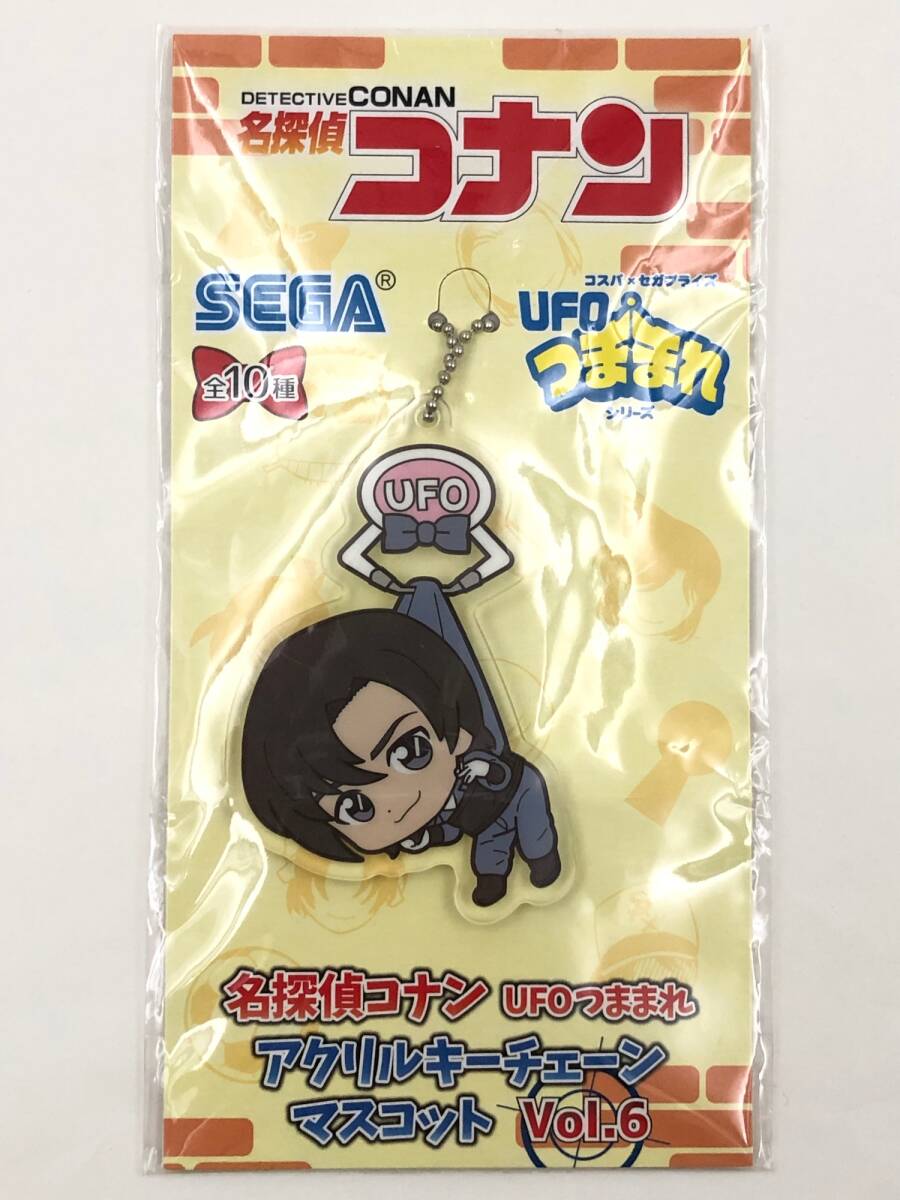 DETECTIVE CONAN
名探偵コナン
SEGA®
コスパ×セガプライズ
UFOつままれ
シリーズ
全10種
UFO
名探偵コナン UFOつままれ
アクリルキーチェーン
マスコット Vol.6